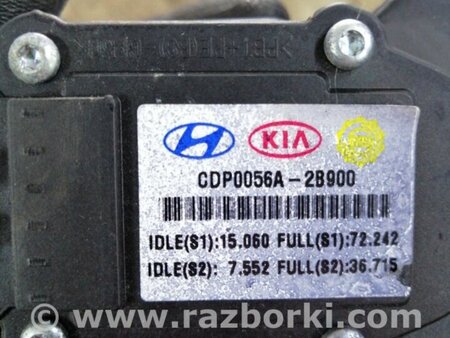 KIA
CDP0056A-2B900
IDLE(S1):15.060 FULL(S1):72.242
IDLE(S2): 7.552 FULL(S2):36.715
© www.razborki.com